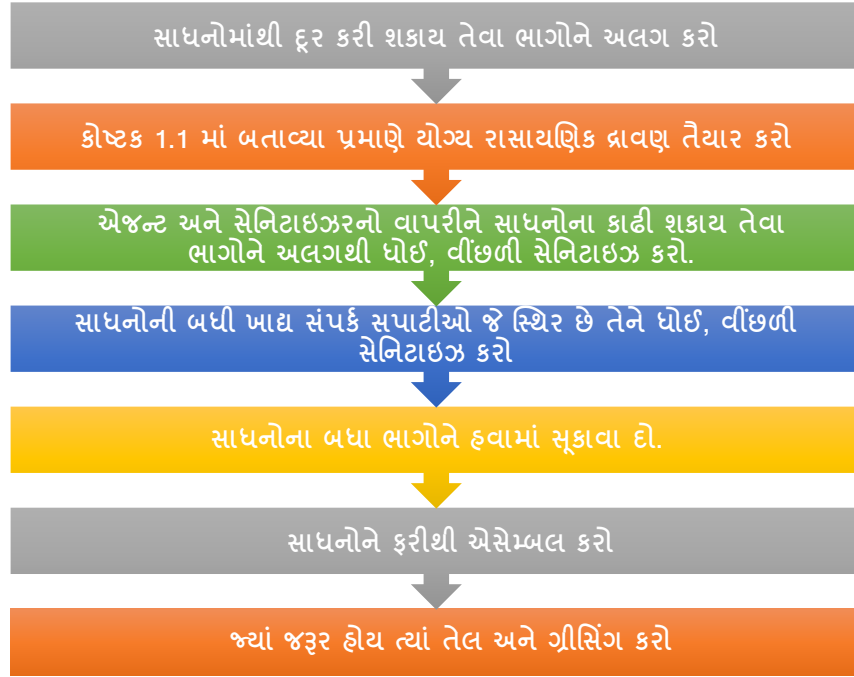 સાધનોમાંથી દૂર કરી શકાય તેવા ભાગોને અલગ કરો
કોષ્ટક 1.1 માં બતાવ્યા પ્રમાણે યોગ્ય રાસાયણિક દ્રાવણ તૈયાર કરો
એજન્ટ અને સેનિટાઇઝરનો વાપરીને સાધનોના કાઢી શકાય તેવા
ભાગોને અલગથી ધોઈ, વીંછળી સેનિટાઇઝ કરો.
સાધનોની બધી ખાદ્ય સંપર્ક સપાટીઓ જે સ્થિર છે તેને ધોઈ, વીંછળી
સેનિટાઇઝ કરો
સાધનોના બધા ભાગોને હવામાં સૂકાવા દો.
સાધનોને ફરીથી એસેમ્બલ કરો
જ્યાં જરૂર હોય ત્યાં તેલ અને ગ્રીસિંગ કરો